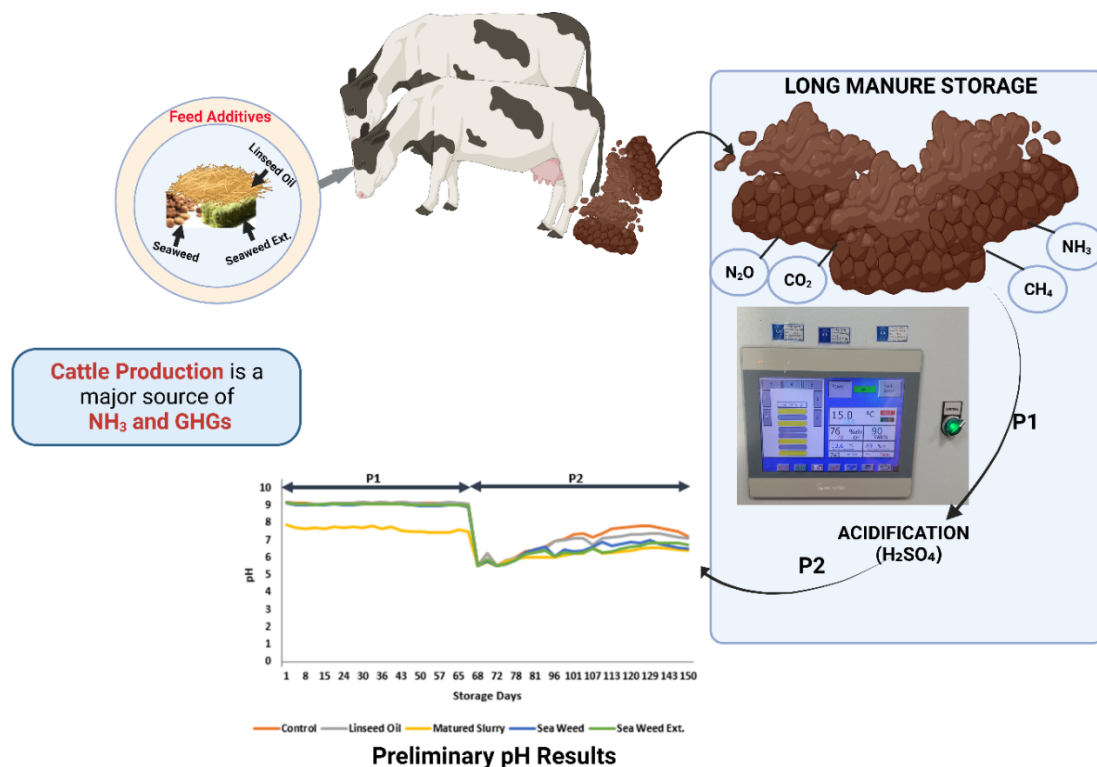 LONG MANURE STORAGE
Feed Additives
Linseed Oil
Seaweed
Seaweed Ext.
N₂O
CO₂
CH₄
NH₃
Cattle Production is a
major source of
NH₃ and GHGs
15.0 °C
76
90
P1
ACIDIFICATION
(H₂SO₄)
P2
P1
P2
10
9
8
7
6
5
4
3
2
1
0
pH
1 8 15 24 30 36 43 51 57 65 68 72 78 81 96 101 107 113 120 129 143 150
Storage Days
Control Linseed Oil Matured Slurry Sea Weed Sea Weed Ext.
Preliminary pH Results